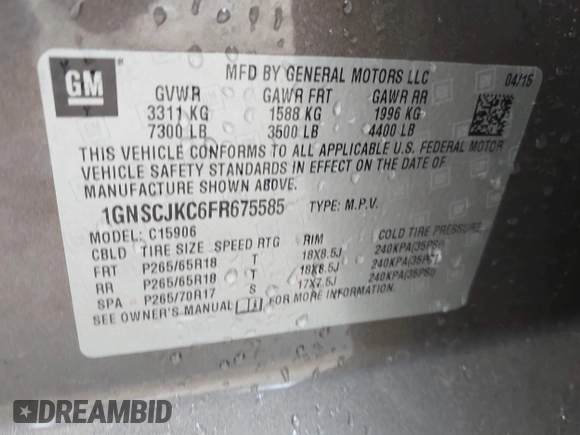 GM
MFD BY GENERAL MOTORS LLC 04/15
GVWR GAWR FRT GAWR RR
3311 KG 1588 KG 1996 KG
7300 LB 3500 LB 4400 LB
THIS VEHICLE CONFORMS TO ALL APPLICABLE U.S. FEDERAL MOTOR
VEHICLE SAFETY STANDARDS IN EFFECT ON THE DATE OF
MANUFACTURE SHOWN ABOVE.
1GNSCJKC6FR675585 TYPE: M.P.V.
MODEL: C15906
CBLD TIRE SIZE SPEED RTG RIM COLD TIRE PRESSURE
FRT P265/65R18 T 18X8.5J 240KPA(35PSI)
RR P265/65R18 T 18X8.5J 240KPA(35PSI)
SPA P265/70R17 S 17X7.5J 240KPA(35PSI)
SEE OWNER'S MANUAL FOR MORE INFORMATION.
DREAMBID